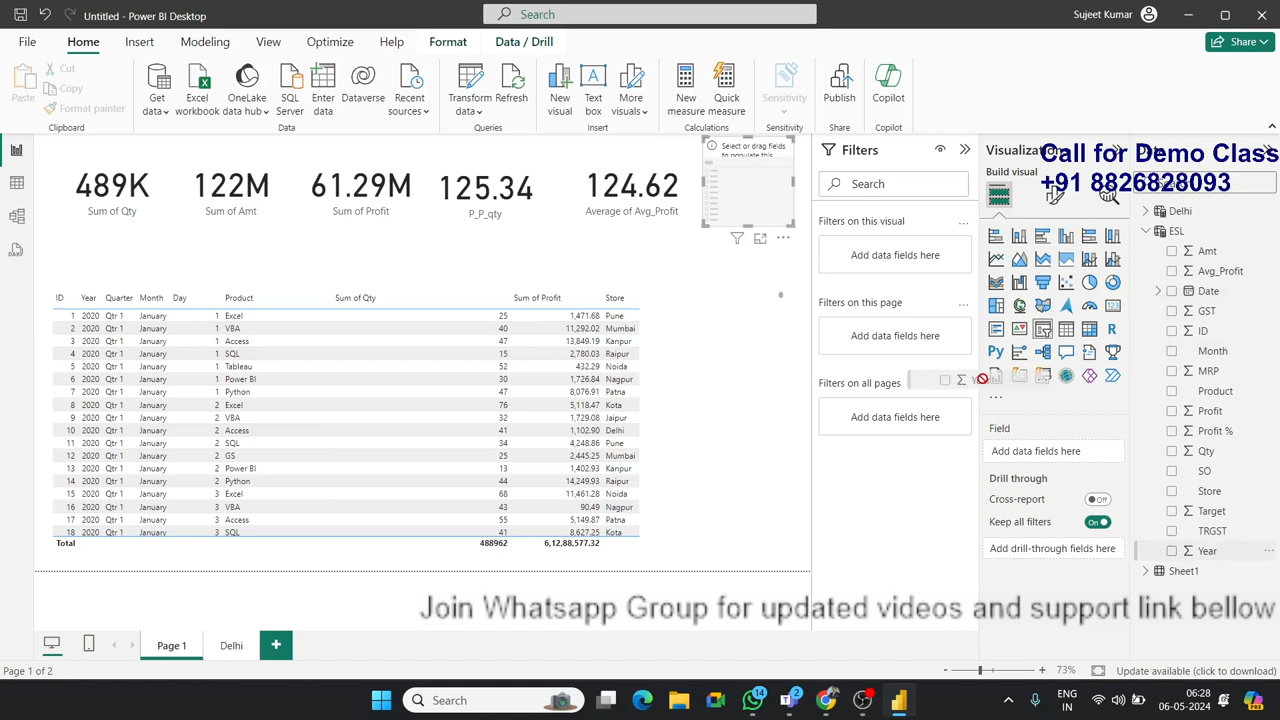 Untitled - Power BI Desktop
Search
Sujeet Kumar
File Home Insert Modeling View Optimize Help Format Data / Drill
Share
Paste
Cut
Copy
Format painter
Clipboard
Get data
Excel workbook
OneLake data hub
SQL Server
Enter data
Dataverse
Recent sources
Data
Transform data
Refresh
Queries
New visual
Text box
More visuals
Insert
New measure
Quick measure
Calculations
Sensitivity
Sensitivity
Publish
Share
Copilot
Copilot
489K
Sum of Qty
122M
Sum of Amt
61.29M
Sum of Profit
125.34
P_P_qty
124.62
Average of Avg_Profit
Select or drag fields
to populate this
ID Year Quarter Month Day Product Sum of Qty Sum of Profit Store
1 2020 Qtr 1 January 1 Excel 25 1,471.68 Pune
2 2020 Qtr 1 January 1 VBA 40 11,292.02 Mumbai
3 2020 Qtr 1 January 1 Access 47 13,849.19 Kanpur
4 2020 Qtr 1 January 1 SQL 15 2,780.03 Raipur
5 2020 Qtr 1 January 1 Tableau 52 432.29 Noida
6 2020 Qtr 1 January 1 Power BI 30 1,726.84 Nagpur
7 2020 Qtr 1 January 1 Python 47 8,076.91 Patna
8 2020 Qtr 1 January 2 Excel 76 5,118.47 Kota
9 2020 Qtr 1 January 2 VBA 32 1,729.08 Jaipur
10 2020 Qtr 1 January 2 Access 41 1,102.90 Delhi
11 2020 Qtr 1 January 2 SQL 34 4,248.86 Pune
12 2020 Qtr 1 January 2 GS 25 2,445.25 Mumbai
13 2020 Qtr 1 January 2 Power BI 13 1,402.93 Kanpur
14 2020 Qtr 1 January 2 Python 44 14,249.93 Raipur
15 2020 Qtr 1 January 3 Excel 68 11,461.28 Noida
16 2020 Qtr 1 January 3 VBA 43 90.49 Nagpur
17 2020 Qtr 1 January 3 Access 55 5,149.87 Patna
18 2020 Qtr 1 January 3 SQL 41 8,627.25 Kota
Total 488962 6,12,88,577.32
Filters
Search
Filters on this visual
Add data fields here
Filters on this page
Add data fields here
Filters on all pages
Add data fields here
Build visual
Call for Demo Class
+91 8826828093
R
Py
123
Field
Add data fields here
Drill through
Cross-report Off
Keep all filters On
Add drill-through fields here
Delhi
ESL
Amt
Avg_Profit
Date
GST
ID
Month
MRP
Product
Profit
Profit %
Qty
SO
Store
Target
TRGST
Year
Sheet1
Join Whatsapp Group for updated videos and support link bellow
Page 1 Delhi
Page 1 of 2
73%
Update available (click to download)
Search
14
2
ENG
IN
06:28
06-05-2024